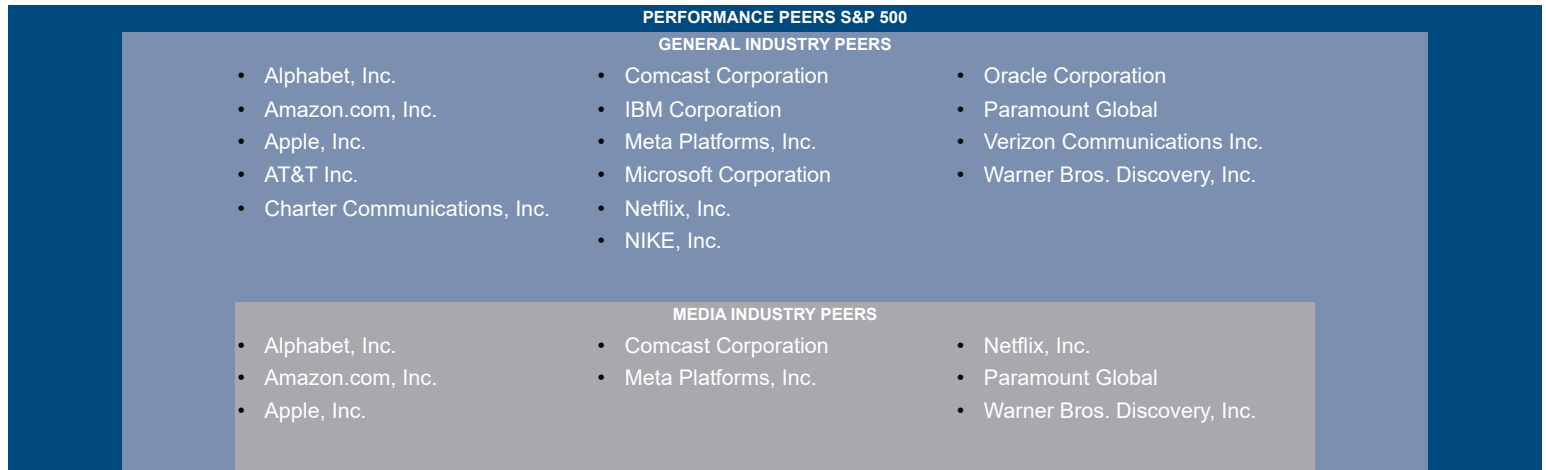 PERFORMANCE PEERS S&P 500
GENERAL INDUSTRY PEERS
• Alphabet, Inc.
• Amazon.com, Inc.
• Apple, Inc.
• AT&T Inc.
• Charter Communications, Inc.
• Comcast Corporation
• IBM Corporation
• Meta Platforms, Inc.
• Microsoft Corporation
• Netflix, Inc.
• NIKE, Inc.
• Oracle Corporation
• Paramount Global
• Verizon Communications Inc.
• Warner Bros. Discovery, Inc.
MEDIA INDUSTRY PEERS
• Alphabet, Inc.
• Amazon.com, Inc.
• Apple, Inc.
• Comcast Corporation
• Meta Platforms, Inc.
• Netflix, Inc.
• Paramount Global
• Warner Bros. Discovery, Inc.